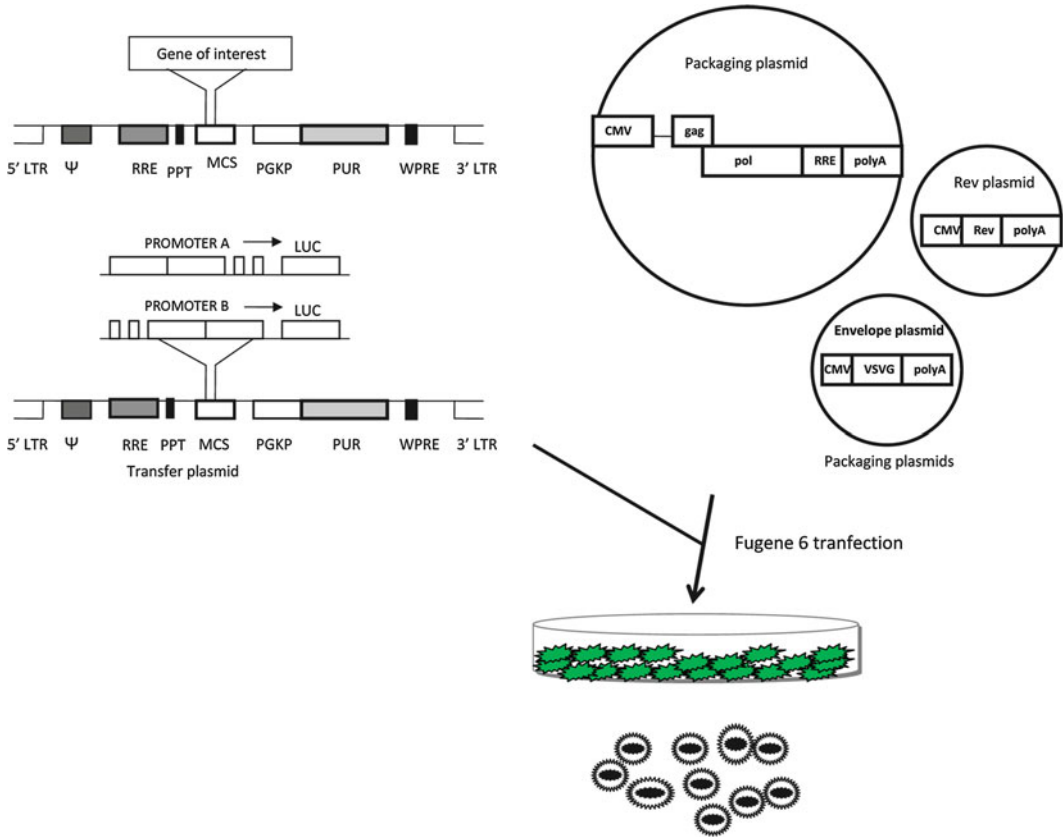 Gene of interest
5' LTR Ψ RRE PPT MCS PGKP PUR WPRE 3' LTR
PROMOTER A LUC
PROMOTER B LUC
5' LTR Ψ RRE PPT MCS PGKP PUR WPRE 3' LTR
Transfer plasmid
Packaging plasmid
CMV gag
pol RRE polyA
Rev plasmid
CMV Rev polyA
Envelope plasmid
CMV VSVG polyA
Packaging plasmids
Fugene 6 tranfection